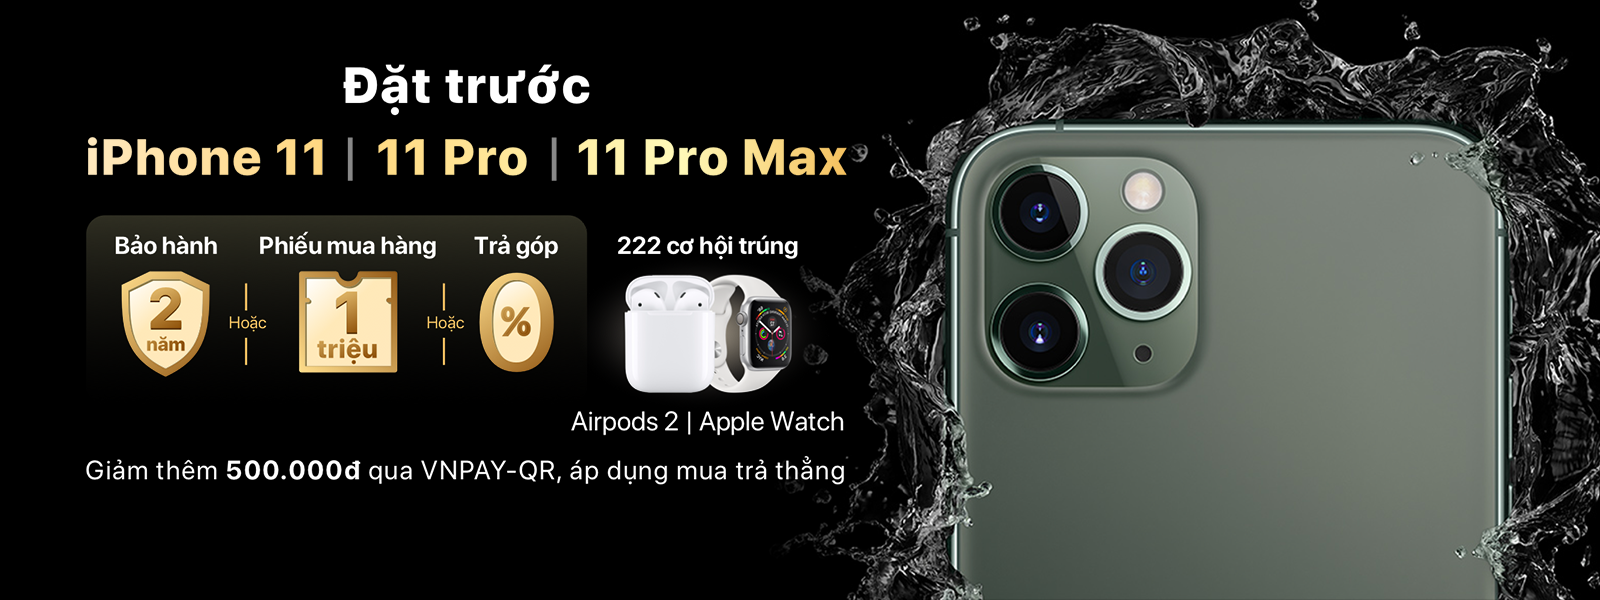 Đặt trước
iPhone 11 | 11 Pro | 11 Pro Max
Bảo hành Phiếu mua hàng Trả góp 222 cơ hội trúng
2 năm Hoặc 1 triệu Hoặc 0%
Airpods 2 | Apple Watch
Giảm thêm 500.000đ qua VNPAY-QR, áp dụng mua trả thẳng